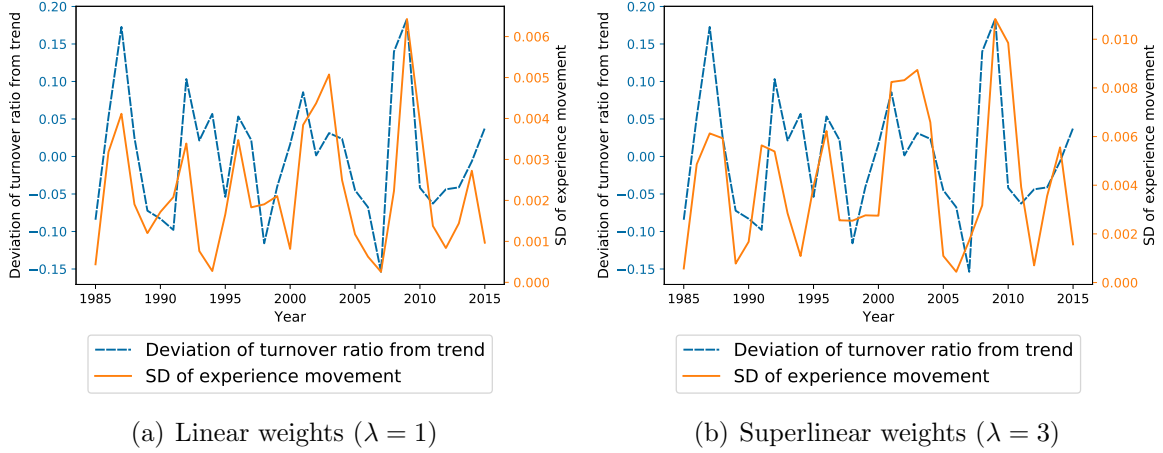 0.20
0.15
0.10
0.05
0.00
−0.05
−0.10
−0.15
Deviation of turnover ratio from trend
0.006
0.005
0.004
0.003
0.002
0.001
0.000
SD of experience movement
1985 1990 1995 2000 2005 2010 2015
Year
Deviation of turnover ratio from trend
SD of experience movement
(a) Linear weights (λ = 1)
0.20
0.15
0.10
0.05
0.00
−0.05
−0.10
−0.15
Deviation of turnover ratio from trend
0.010
0.008
0.006
0.004
0.002
0.000
SD of experience movement
1985 1990 1995 2000 2005 2010 2015
Year
Deviation of turnover ratio from trend
SD of experience movement
(b) Superlinear weights (λ = 3)